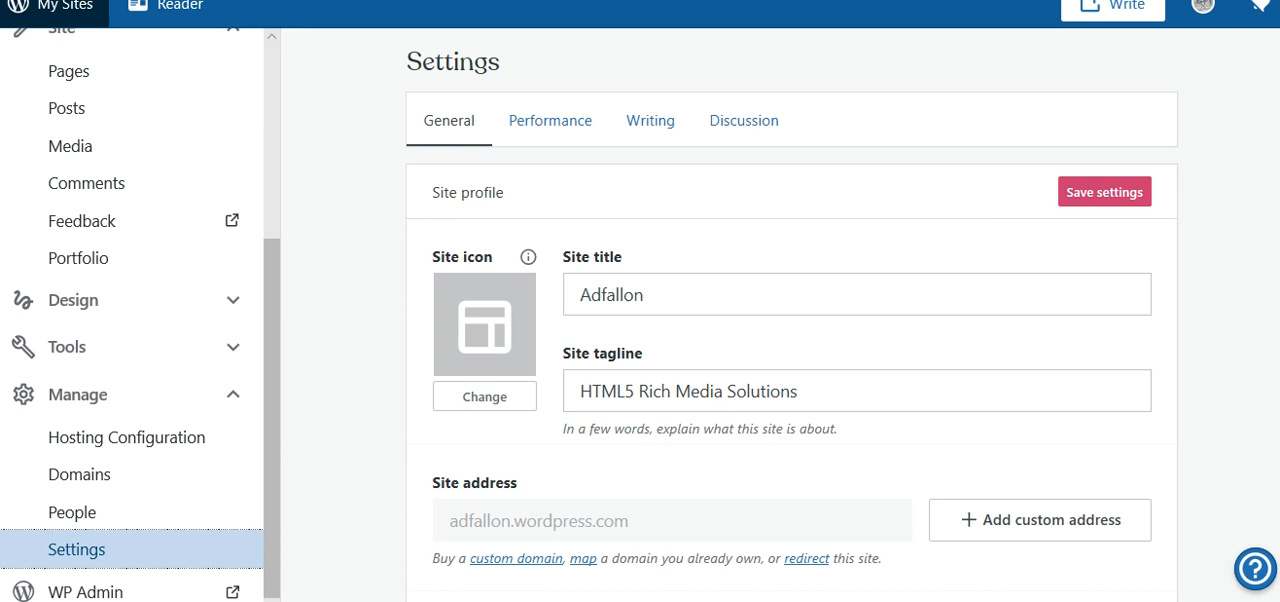 My Sites
Reader
Write
Site
Pages
Posts
Media
Comments
Feedback
Portfolio
Design
Tools
Manage
Hosting Configuration
Domains
People
Settings
WP Admin
Settings
General Performance Writing Discussion
Site profile
Save settings
Site icon
Change
Site title
Adfallon
Site tagline
HTML5 Rich Media Solutions
In a few words, explain what this site is about.
Site address
adfallon.wordpress.com
Add custom address
Buy a custom domain, map a domain you already own, or redirect this site.